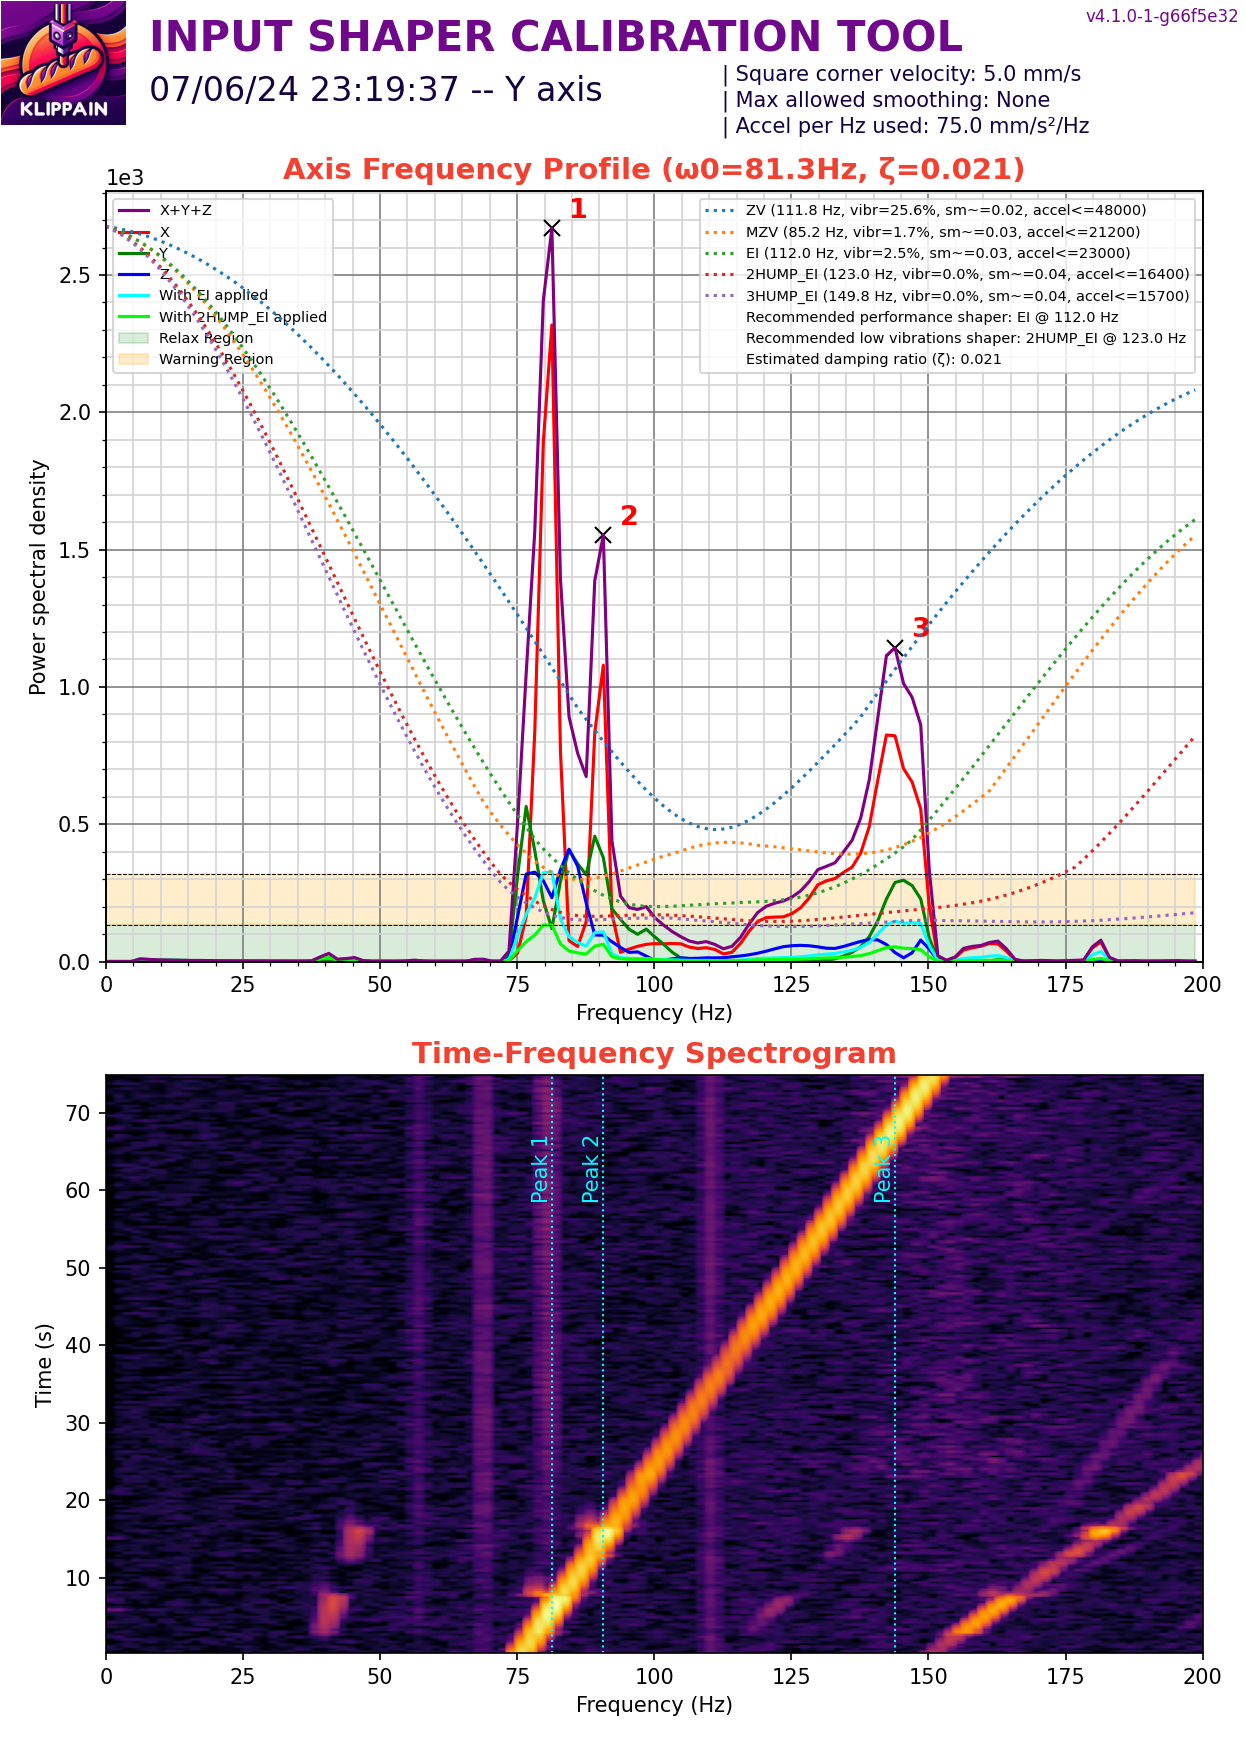 v4.1.0-1-g66f5e32
INPUT SHAPER CALIBRATION TOOL
07/06/24 23:19:37 -- Y axis
| Square corner velocity: 5.0 mm/s
| Max allowed smoothing: None
| Accel per Hz used: 75.0 mm/s²/Hz
KLIPPAIN
Axis Frequency Profile (ω0=81.3Hz, ζ=0.021)
1e3
X+Y+Z
X
Y
Z
With EI applied
With 2HUMP_EI applied
Relax Region
Warning Region
ZV (111.8 Hz, vibr=25.6%, sm~=0.02, accel<=48000)
MZV (85.2 Hz, vibr=1.7%, sm~=0.03, accel<=21200)
EI (112.0 Hz, vibr=2.5%, sm~=0.03, accel<=23000)
2HUMP_EI (123.0 Hz, vibr=0.0%, sm~=0.04, accel<=16400)
3HUMP_EI (149.8 Hz, vibr=0.0%, sm~=0.04, accel<=15700)
Recommended performance shaper: EI @ 112.0 Hz
Recommended low vibrations shaper: 2HUMP_EI @ 123.0 Hz
Estimated damping ratio (ζ): 0.021
1
2
3
Power spectral density
2.5
2.0
1.5
1.0
0.5
0.0
0 25 50 75 100 125 150 175 200
Frequency (Hz)
Time-Frequency Spectrogram
Time (s)
70
60
50
40
30
20
10
Peak 1
Peak 2
Peak 3
0 25 50 75 100 125 150 175 200
Frequency (Hz)